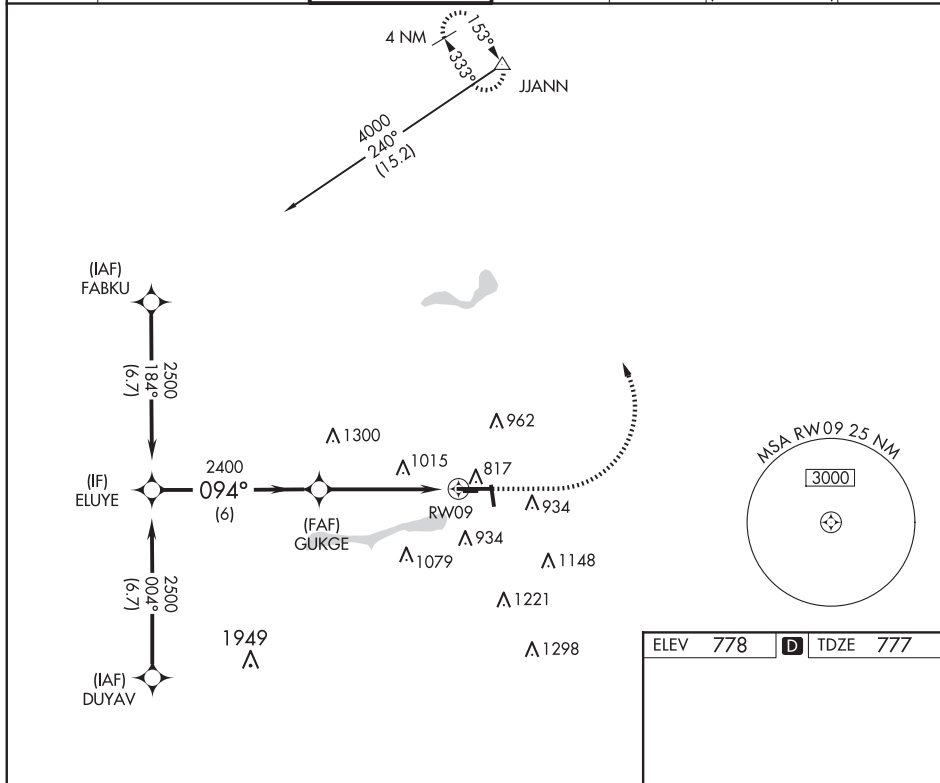 4 NM
153°
333°
JJANN
4000
240°
(15.2)
(IAF)
FABKU
2500
184°
(6.7)
962
1300
1015
817
MSA RW09 25 NM
3000
(IF)
ELUYE
2400
094°
(6)
(FAF)
GUKGE
RW09
934
934
1079
1148
1221
2500
004°
(6.7)
1949
1298
(IAF)
DUYAV
ELEV 778 D TDZE 777